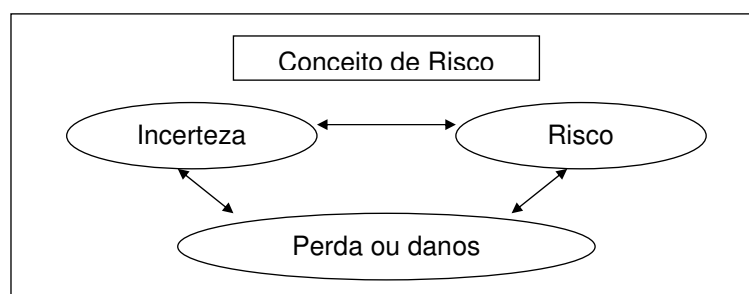 Conceito de Risco
Incerteza
Risco
Perda ou danos